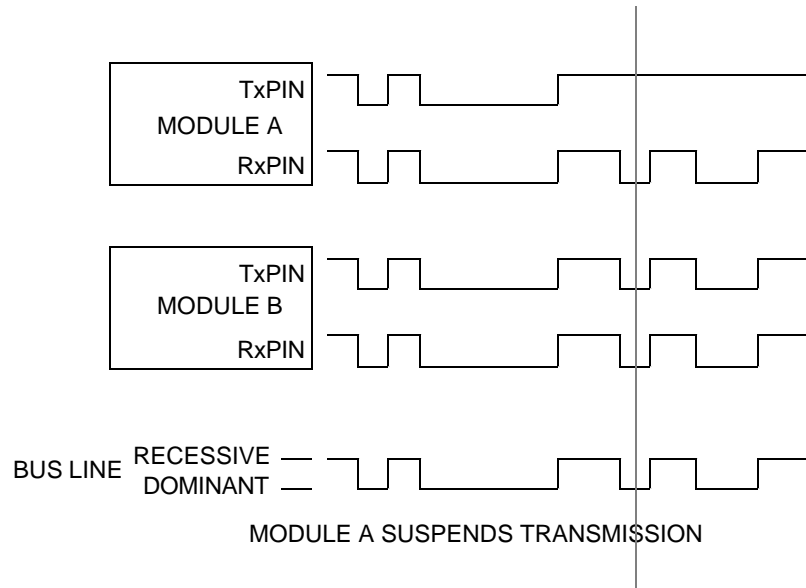 TxPIN
MODULE A
RxPIN
TxPIN
MODULE B
RxPIN
BUS LINE
RECESSIVE
DOMINANT
MODULE A SUSPENDS TRANSMISSION